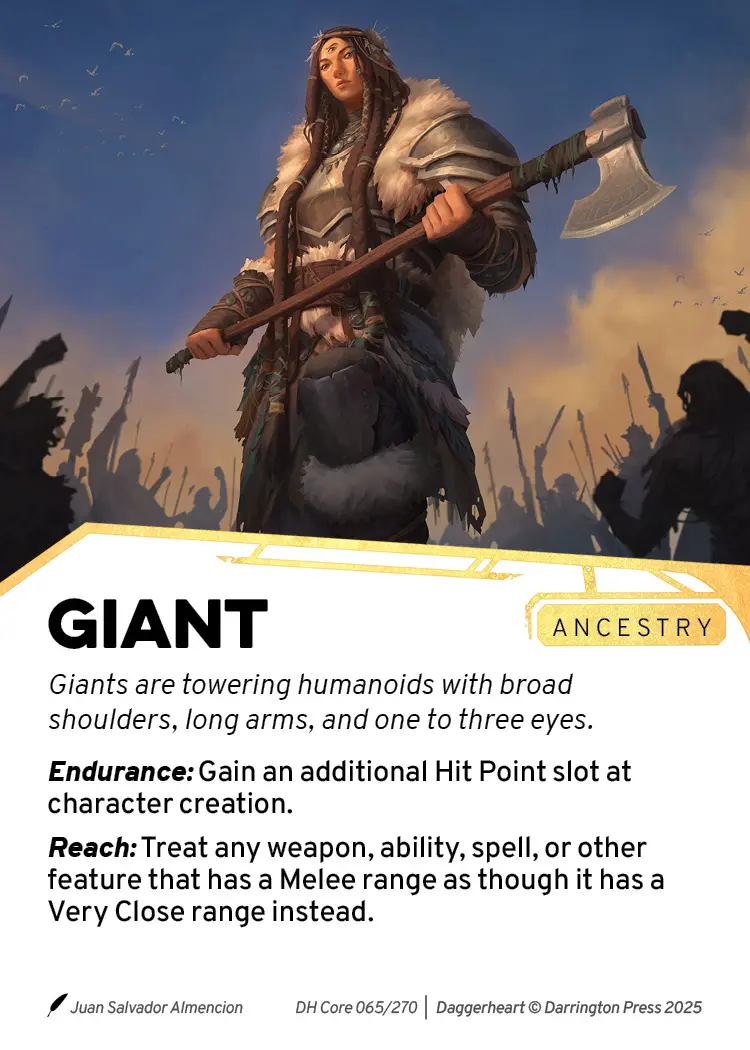 GIANT
ANCESTRY
Giants are towering humanoids with broad
shoulders, long arms, and one to three eyes.
Endurance: Gain an additional Hit Point slot at
character creation.
Reach: Treat any weapon, ability, spell, or other
feature that has a Melee range as though it has a
Very Close range instead.
Juan Salvador Almencion
DH Core 065/270 | Daggerheart © Darrington Press 2025